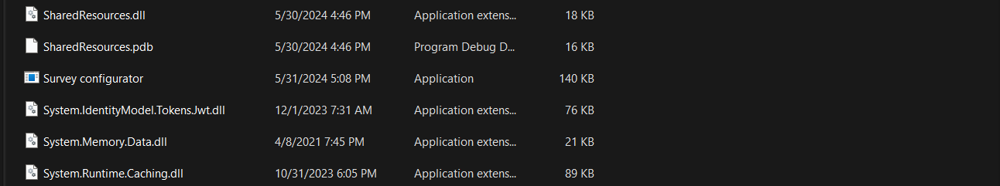 SharedResources.dll 5/30/2024 4:46 PM Application extens... 18 KB
SharedResources.pdb 5/30/2024 4:46 PM Program Debug D... 16 KB
Survey configurator 5/31/2024 5:08 PM Application 140 KB
System.IdentityModel.Tokens.Jwt.dll 12/1/2023 7:31 AM Application extens... 76 KB
System.Memory.Data.dll 4/8/2021 7:45 PM Application extens... 21 KB
System.Runtime.Caching.dll 10/31/2023 6:05 PM Application extens... 89 KB